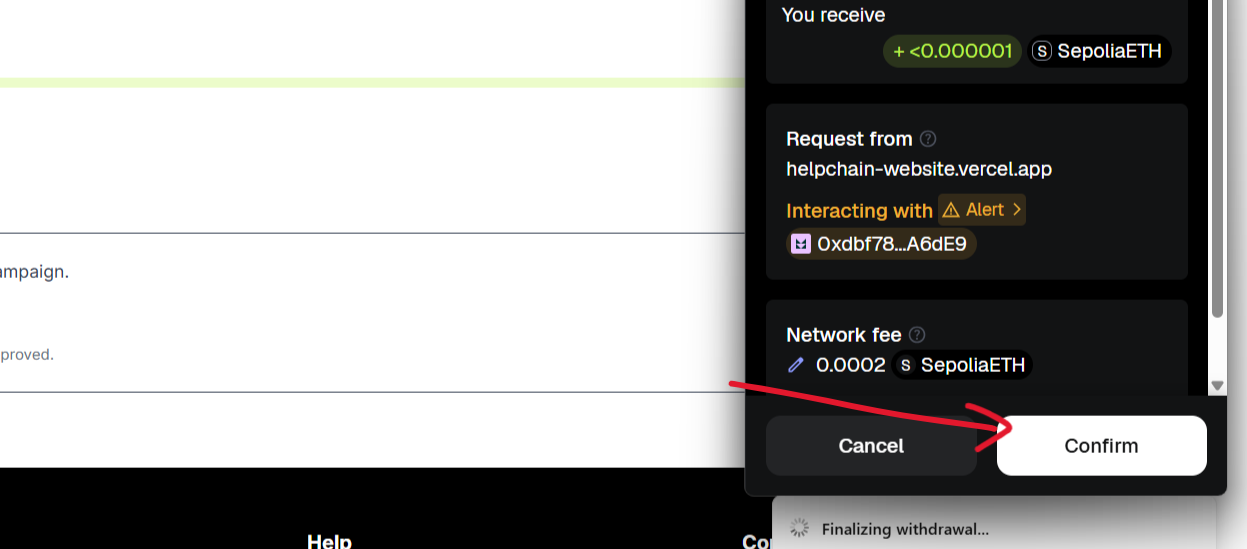 You receive
+ <0.000001 S SepoliaETH
Request from ?
helpchain-website.vercel.app
Interacting with Alert >
0xdbf78...A6dE9
ampaign.
Network fee ?
proved.
0.0002 S SepoliaETH
Cancel Confirm
Finalizing withdrawal...
Help